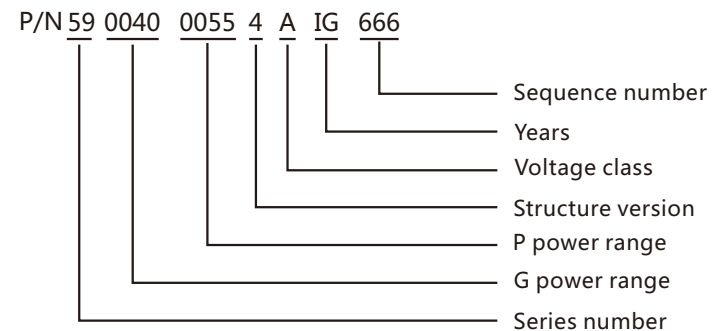 P/N 59 0040 0055 4 A IG 666
Sequence number
Years
Voltage class
Structure version
P power range
G power range
Series number